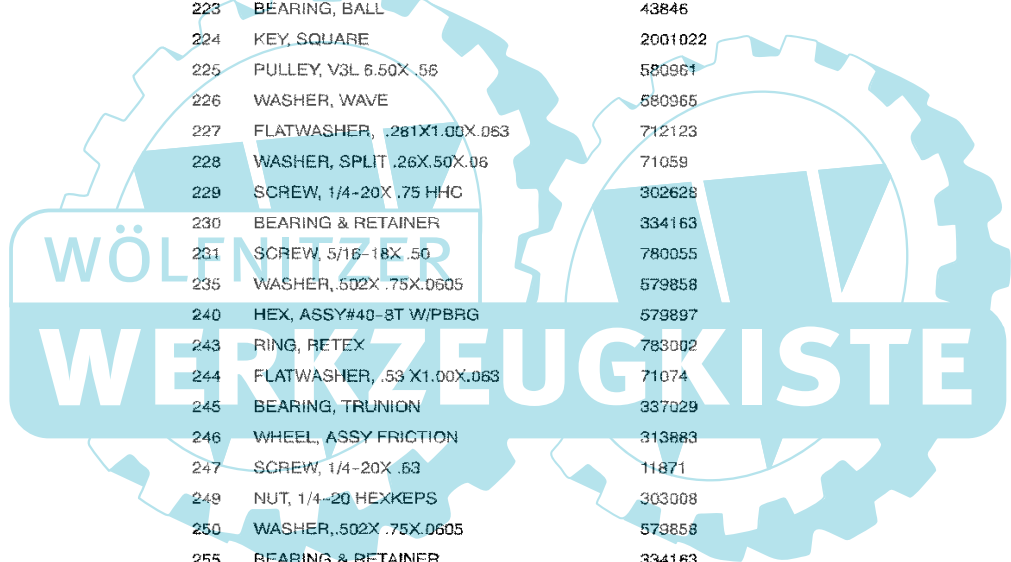 223 BEARING, BALL 43846
224 KEY, SQUARE 2001022
225 PULLEY, V3L 6.50X .56 580961
226 WASHER, WAVE 580965
227 FLATWASHER, .281X1.00X.063 712123
228 WASHER, SPLIT .26X.50X.06 71059
229 SCREW, 1/4-20X .75 HHC 302628
230 BEARING & RETAINER 334163
231 SCREW, 5/16-18X .50 780055
WÖLFNITZER
235 WASHER,.502X .75X.0605 579858
240 HEX, ASSY#40-8T W/PBRG 579897
243 RING, RETEX 783002
WERKZEUGKISTE
244 FLATWASHER, .53 X1.00X.063 71074
245 BEARING, TRUNION 337029
246 WHEEL, ASSY FRICTION 313883
247 SCREW, 1/4-20X .63 11871
249 NUT, 1/4-20 HEXKEPS 303008
250 WASHER,.502X .75X.0605 579858
255 BEARING & RETAINER 334163